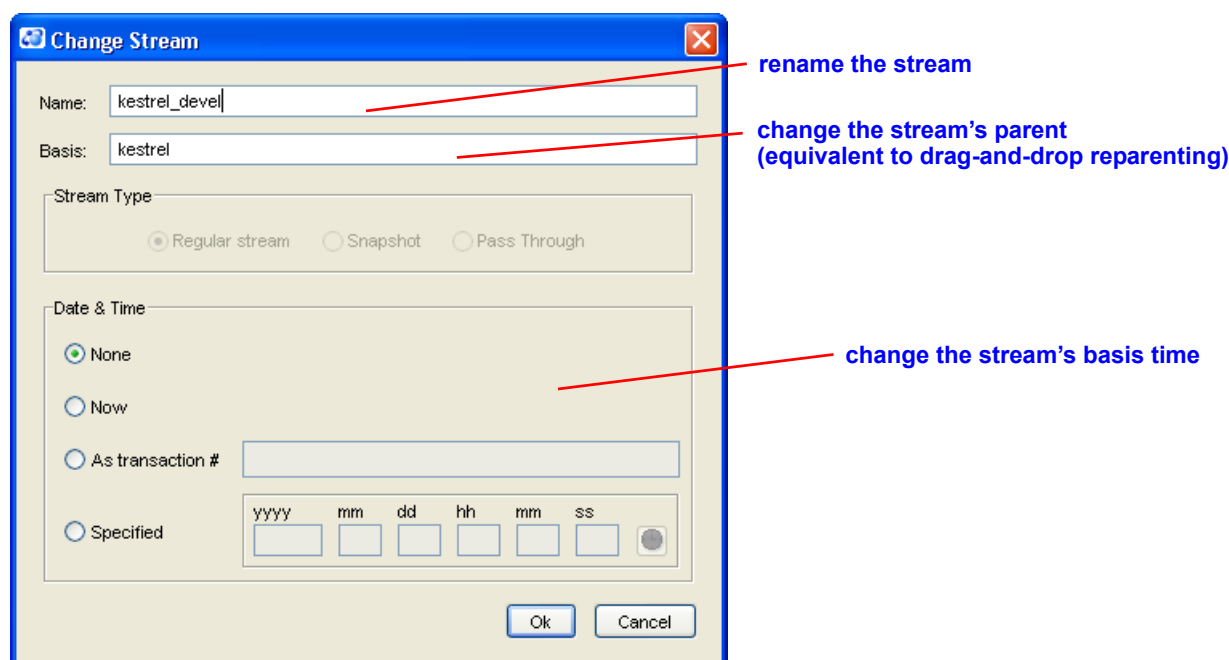 Change Stream
rename the stream
Name: kestrel_devel
change the stream's parent
(equivalent to drag-and-drop reparenting)
Basis: kestrel
Stream Type
Regular stream Snapshot Pass Through
Date & Time
None
change the stream's basis time
Now
As transaction #
yyyy mm dd hh mm ss
Specified
Ok Cancel